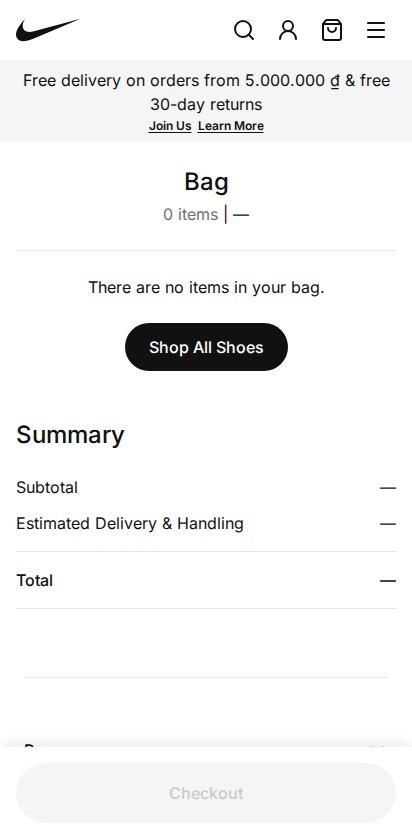 Free delivery on orders from 5.000.000 ₫ & free
30-day returns
Join Us Learn More
Bag
0 items | —
There are no items in your bag.
Shop All Shoes
Summary
Subtotal —
Estimated Delivery & Handling —
Total —
Checkout